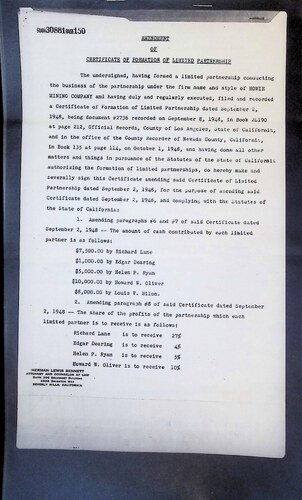 ms30881ma150
AMENDMENT
OF
CERTIFICATE OF FORMATION OF LIMITED PARTNERSHIP
The undersigned, having formed a limited partnership conducting
the business of the partnership under the firm name and style of HOWIE
MINING COMPANY and having duly and regularly executed, filed and recorded
a Certificate of Formation of Limited Partnership dated September 2,
1948, being document #2736 recorded on September 8, 1948, in Book 28192
at page 212, Official Records, County of Los Angeles, State of California,
and in the office of the County Recorder of Nevada County, California,
in Book 135 at page 114, on October 1, 1948, and having done all other
matters and things in pursuance of the Statutes of the State of California
authorizing the formation of limited partnerships, do hereby make and
severally sign this Certificate amending said Certificate of Limited
Partnership dated September 2, 1948, for the purpose of amending said
Certificate dated September 2, 1948, and complying with the Statutes of
the State of California:
1. Amending paragraphs #6 and #7 of said Certificate dated
September 2, 1948 -- The amount of cash contributed by each limited
partner is as follows:
$7,500.00 by Richard Lane
$1,000.00 by Edgar Dearing
$5,000.00 by Helen P. Ryan
$10,000.00 by Howard W. Oliver
$8,000.00 by Louis V. Silon.
2. Amending paragraph #8 of said Certificate dated September
2, 1948 -- The share of the profits of the partnership which each
limited partner is to receive is as follows:
Richard Lane is to receive 27%
Edgar Dearing is to receive 4%
Helen P. Ryan is to receive 5%
Howard W. Oliver is to receive 10%
HERMAN LEWIS BENNETT
ATTORNEY AND COUNSELOR AT LAW
BEVERLY HILLS, CALIFORNIA